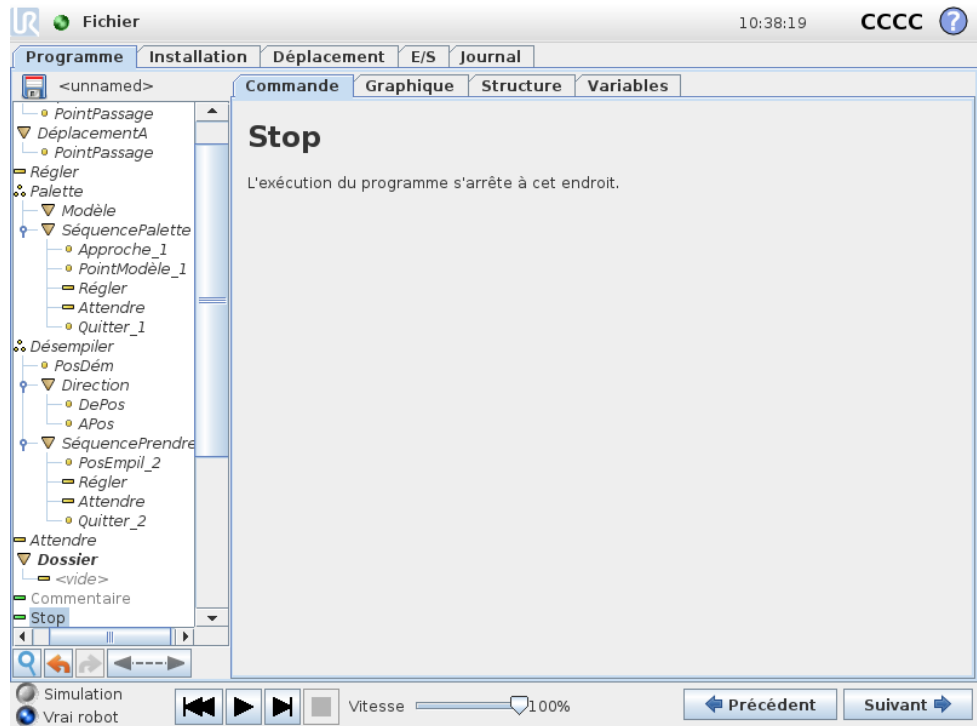 UR Fichier 10:38:19 CCCC ?
Programme Installation Déplacement E/S Journal
<unnamed>
Commande Graphique Structure Variables
PointPassage
DéplacementA
PointPassage
Régler
Palette
Modèle
SéquencePalette
Approche_1
PointModèle_1
Régler
Attendre
Quitter_1
Désempiler
PosDém
Direction
DePos
APos
SéquencePrendre
PosEmpil_2
Régler
Attendre
Quitter_2
Attendre
Dossier
<vide>
Commentaire
Stop
Stop
L'exécution du programme s'arrête à cet endroit.
Simulation
Vrai robot
Vitesse 100%
Précédent
Suivant